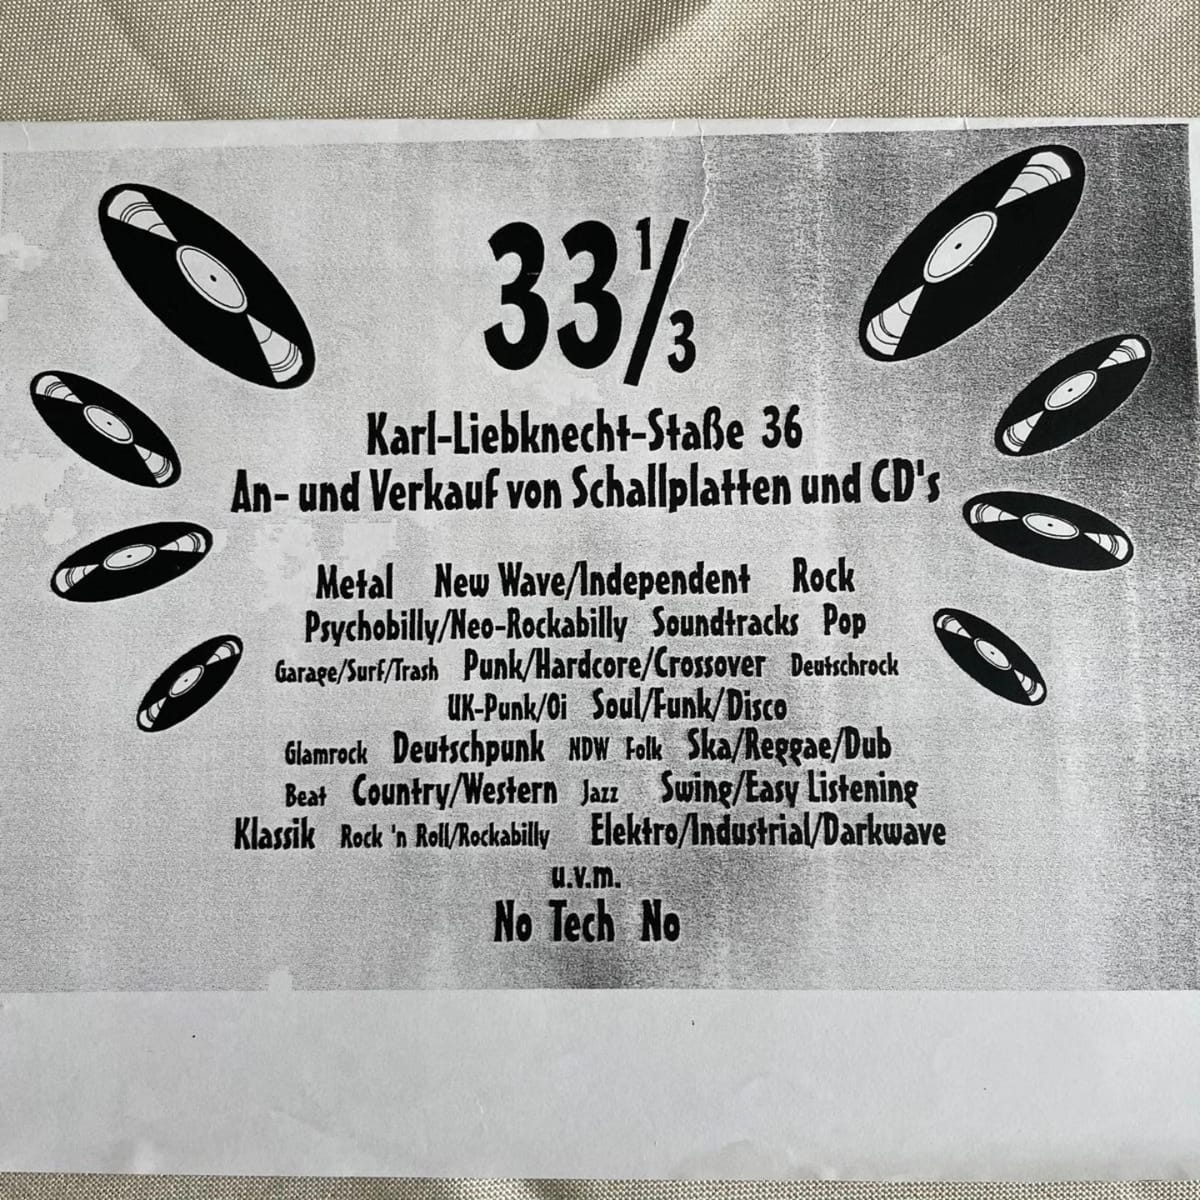 33 1/3
Karl-Liebknecht-Staße 36
An- und Verkauf von Schallplatten und CD's
Metal New Wave/Independent Rock
Psychobilly/Neo-Rockabilly Soundtracks Pop
Garage/Surf/Trash Punk/Hardcore/Crossover Deutschrock
UK-Punk/Oi Soul/Funk/Disco
Glamrock Deutschpunk NDW Folk Ska/Reggae/Dub
Beat Country/Western Jazz Swing/Easy Listening
Klassik Rock 'n Roll/Rockabilly Elektro/Industrial/Darkwave
u.v.m.
No Tech No